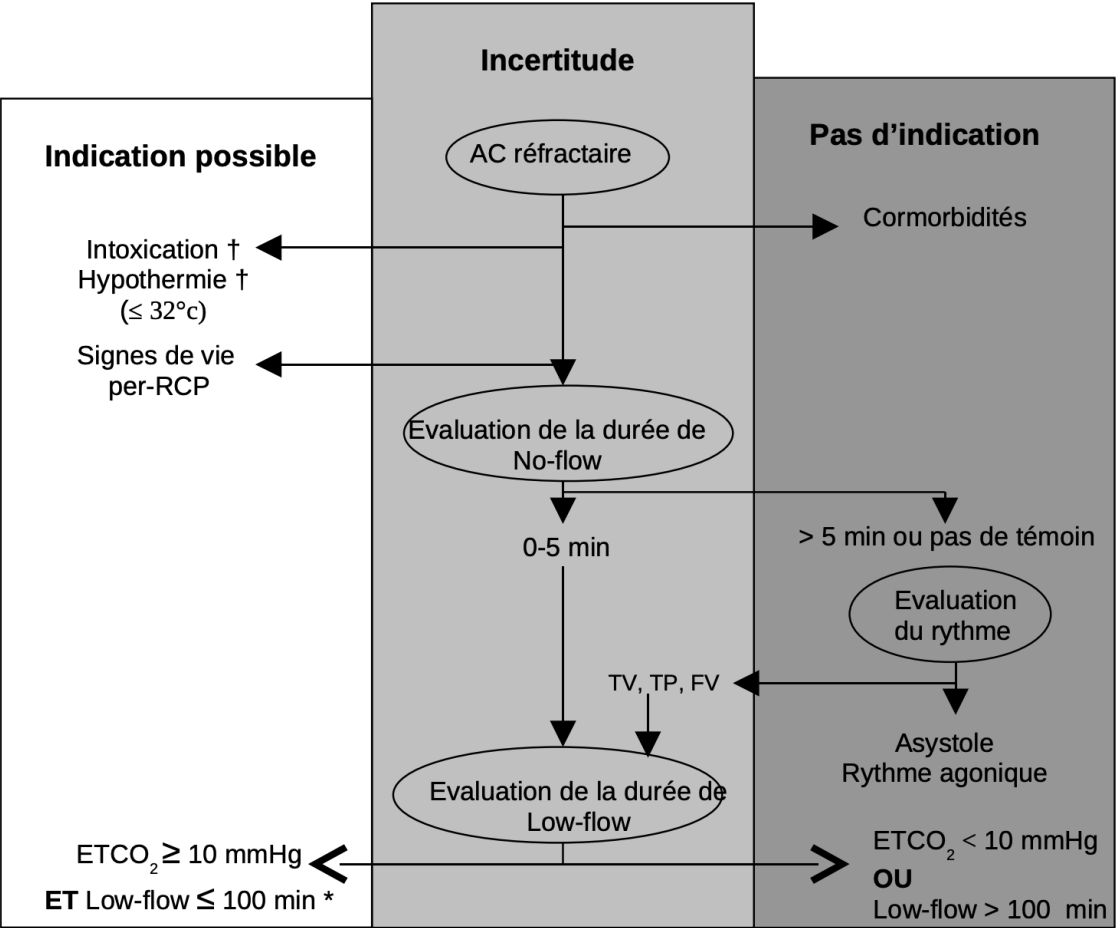 Incertitude
Indication possible
Pas d’indication
AC réfractaire
Cormorbidités
Intoxication †
Hypothermie †
(≤ 32°c)
Signes de vie
per-RCP
Evaluation de la durée de
No-flow
0-5 min
> 5 min ou pas de témoin
Evaluation
du rythme
TV, TP, FV
Asystole
Rythme agonique
Evaluation de la durée de
Low-flow
ETCO2 ≥ 10 mmHg
ET Low-flow ≤ 100 min *
ETCO2 < 10 mmHg
OU
Low-flow > 100 min